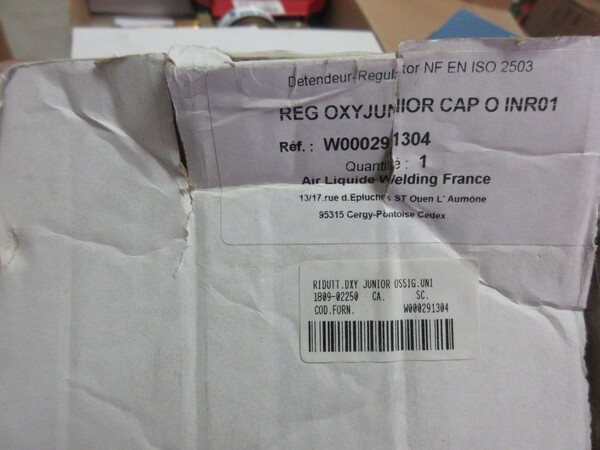 Detendeur-Regulator NF EN ISO 2503
REG OXYJUNIOR CAP O INR01
Réf. : W000291304
Quantité : 1
Air Liquide Welding France
13/17.rue d.Epluches ST Ouen L' Aumône
95315 Cergy-Pontoise Cedex
RIDUTT.OXY JUNIOR OSSIG.UNI
1809-02250 CA. SC.
COD.FORN. W000291304